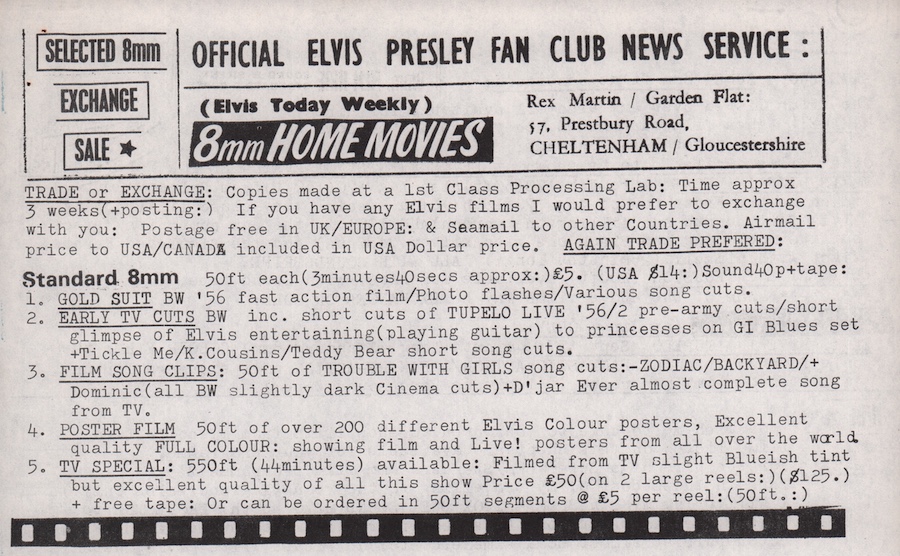 SELECTED 8mm
EXCHANGE
SALE ★
OFFICIAL ELVIS PRESLEY FAN CLUB NEWS SERVICE :
(Elvis Today Weekly)
8mm HOME MOVIES
Rex Martin / Garden Flat:
57, Prestbury Road,
CHELTENHAM / Gloucestershire
TRADE or EXCHANGE: Copies made at a 1st Class Processing Lab: Time approx
3 weeks(+posting:) If you have any Elvis films I would prefer to exchange
with you: Postage free in UK/EUROPE: & Seamail to other Countries. Airmail
price to USA/CANADA included in USA Dollar price. AGAIN TRADE PREFERED:
Standard 8mm 50ft each(3minutes40secs approx:)£5. (USA $14:)Sound40p+tape:
1. GOLD SUIT BW '56 fast action film/Photo flashes/Various song cuts.
2. EARLY TV CUTS BW inc. short cuts of TUPELO LIVE '56/2 pre-army cuts/short
glimpse of Elvis entertaining(playing guitar) to princesses on GI Blues set
+Tickle Me/K.Cousins/Teddy Bear short song cuts.
3. FILM SONG CLIPS: 50ft of TROUBLE WITH GIRLS song cuts:-ZODIAC/BACKYARD/+
Dominic(all BW slightly dark Cinema cuts)+D'jar Ever almost complete song
from TV.
4. POSTER FILM 50ft of over 200 different Elvis Colour posters, Excellent
quality FULL COLOUR: showing film and Live! posters from all over the world.
5. TV SPECIAL: 550ft (44minutes) available: Filmed from TV slight Blueish tint
but excellent quality of all this show Price £50(on 2 large reels:)($125.)
+ free tape: Or can be ordered in 50ft segments @ £5 per reel:(50ft.:)